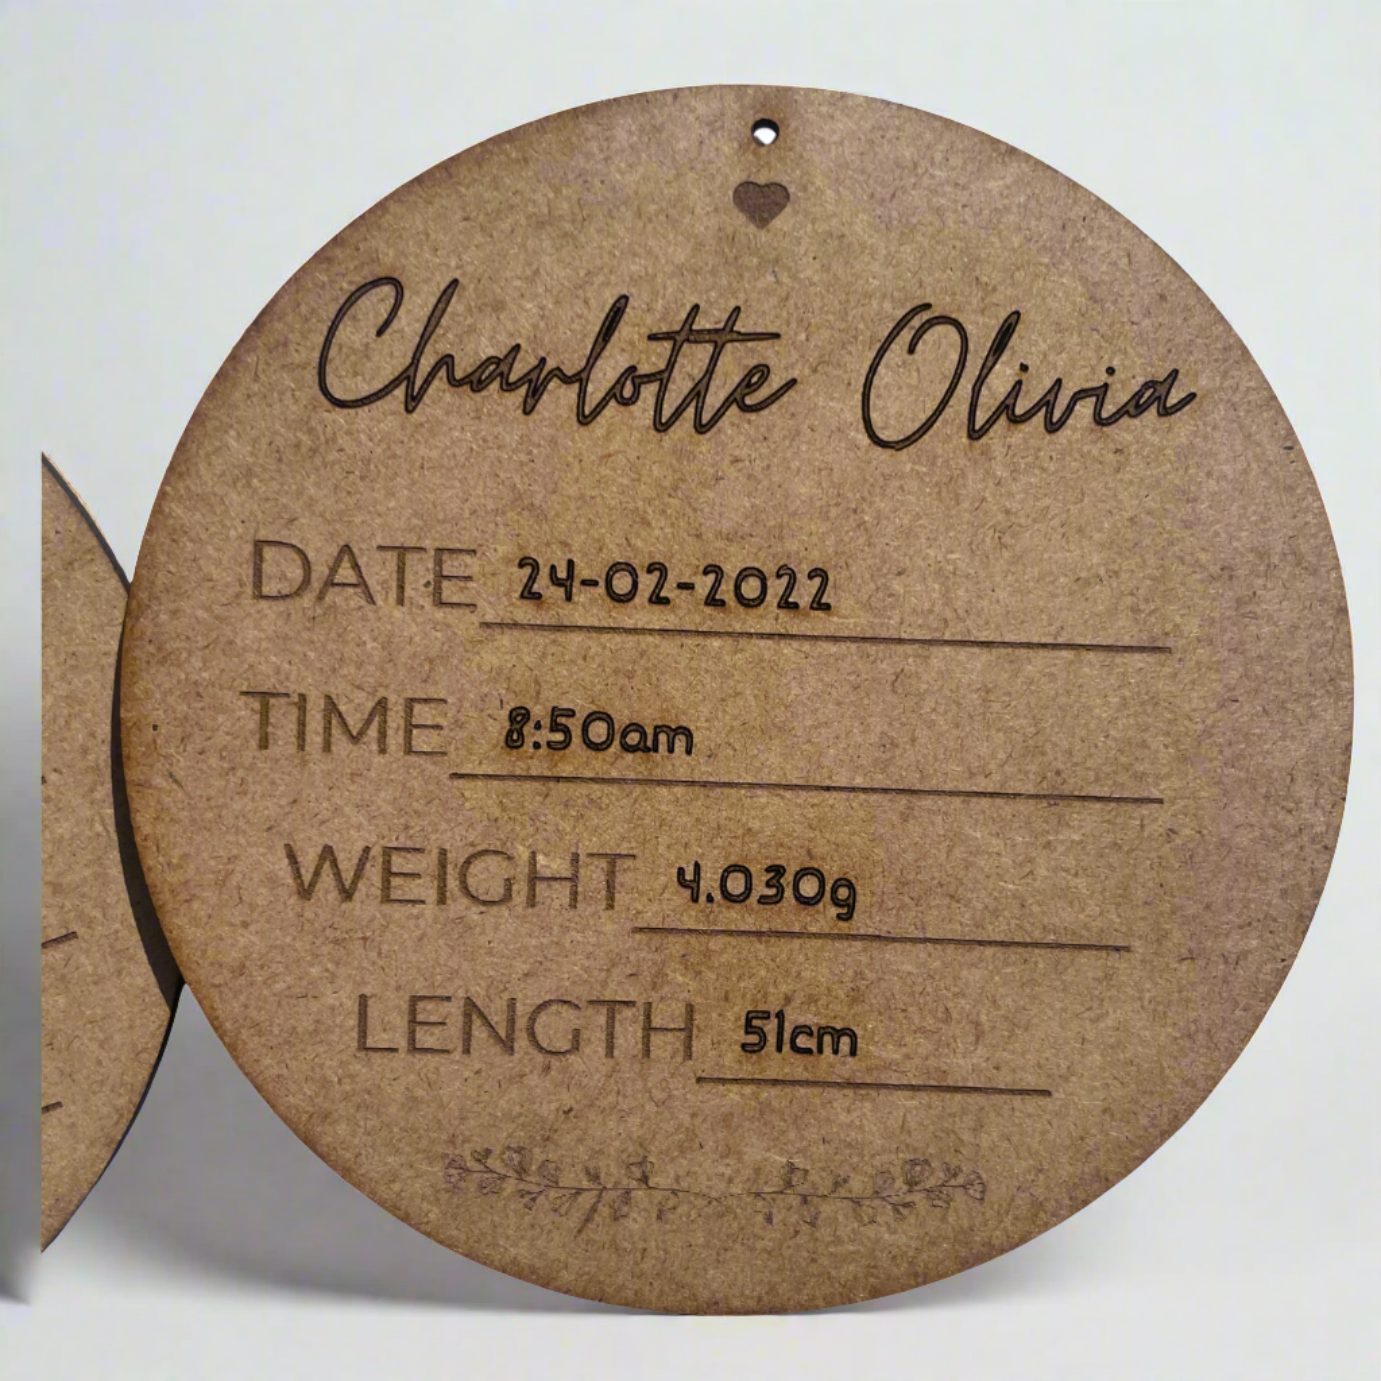 Charlotte Olivia
DATE 24-02-2022
TIME 8:50am
WEIGHT 4.030g
LENGTH 51cm